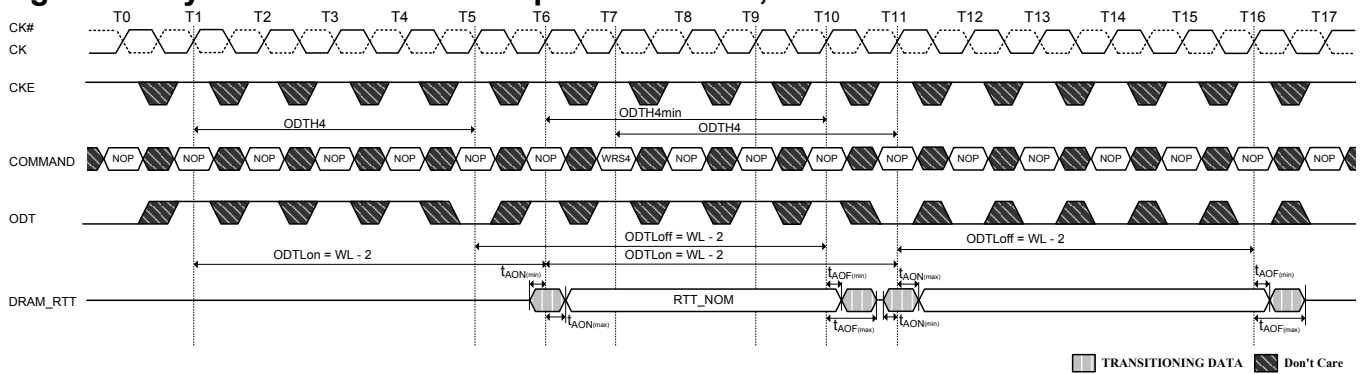 T0 T1 T2 T3 T4 T5 T6 T7 T8 T9 T10 T11 T12 T13 T14 T15 T16 T17
CK#
CK
CKE
ODTH4min
ODTH4
ODTH4
COMMAND NOP NOP NOP NOP NOP NOP NOP WRS4 NOP NOP NOP NOP NOP NOP NOP NOP NOP NOP
ODT
ODTLoff = WL - 2 ODTLoff = WL - 2
ODTLon = WL - 2 ODTLon = WL - 2
tAON(min) tAOF(min) tAON(max) tAOF(min)
DRAM_RTT RTT_NOM
tAON(max) tAOF(max) tAON(min) tAOF(max)
TRANSITIONING DATA Don't Care